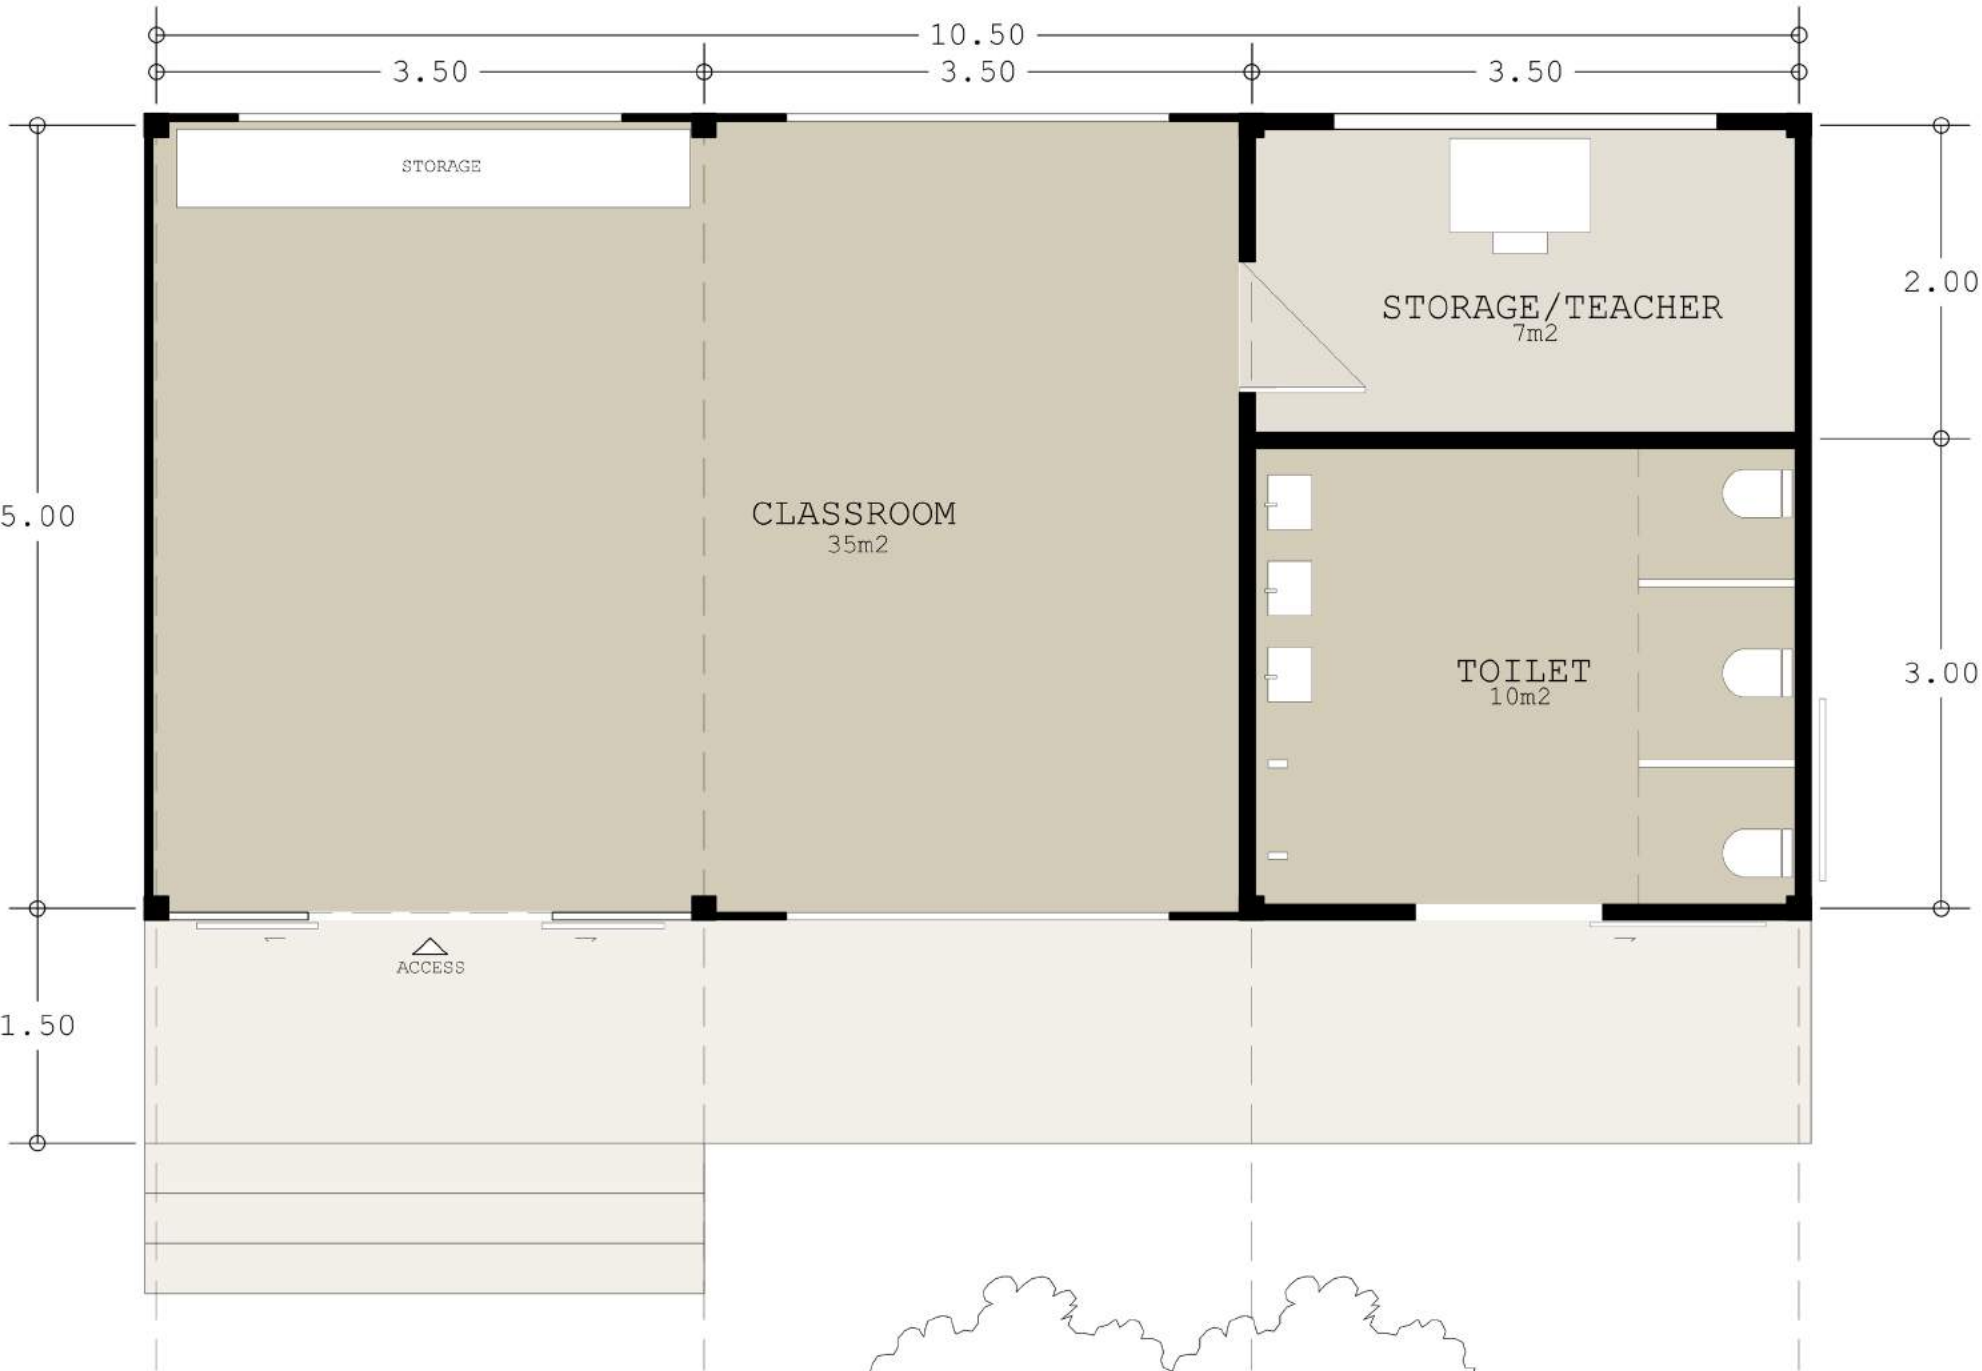 10.50
3.50
3.50
3.50
STORAGE
2.00
STORAGE/TEACHER
7m2
CLASSROOM
35m2
5.00
TOILET
10m2
3.00
ACCESS
1.50